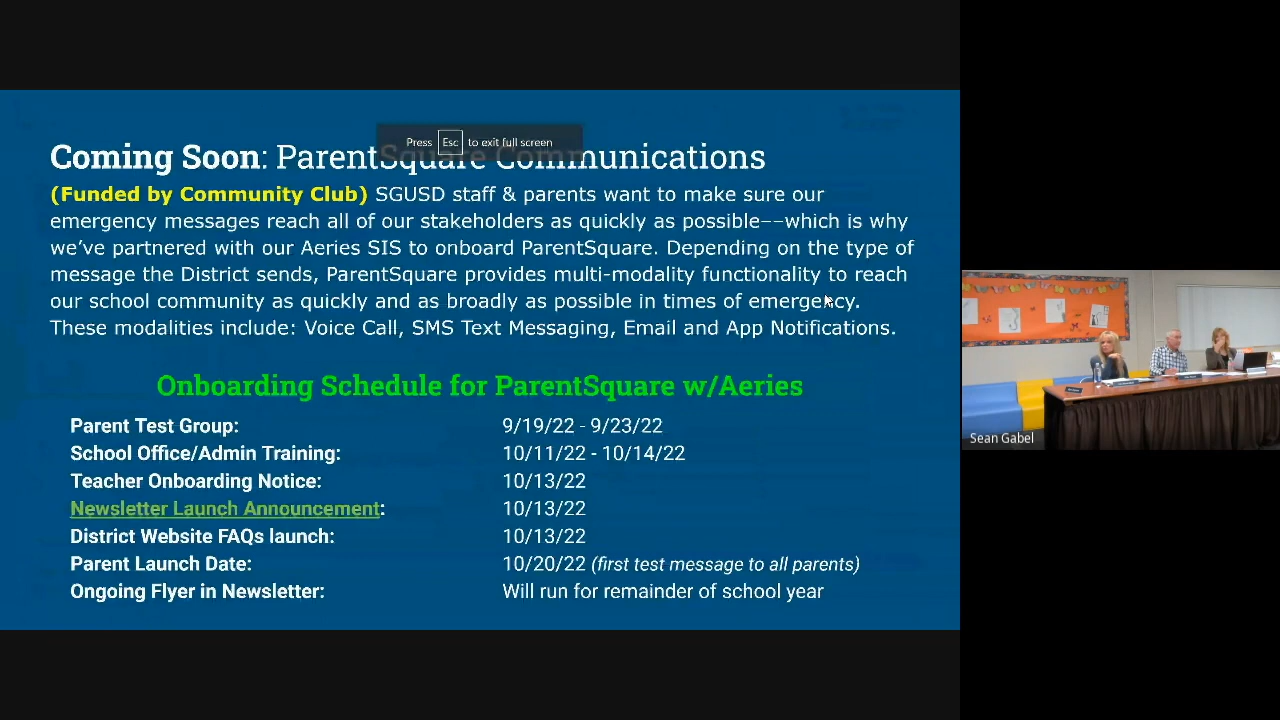 Press Esc to exit full screen
Coming Soon: ParentSquare Communications
(Funded by Community Club) SGUSD staff & parents want to make sure our
emergency messages reach all of our stakeholders as quickly as possible––which is why
we've partnered with our Aeries SIS to onboard ParentSquare. Depending on the type of
message the District sends, ParentSquare provides multi-modality functionality to reach
our school community as quickly and as broadly as possible in times of emergency.
These modalities include: Voice Call, SMS Text Messaging, Email and App Notifications.
Onboarding Schedule for ParentSquare w/Aeries
Parent Test Group: 9/19/22 - 9/23/22
School Office/Admin Training: 10/11/22 - 10/14/22
Teacher Onboarding Notice: 10/13/22
Newsletter Launch Announcement: 10/13/22
District Website FAQs launch: 10/13/22
Parent Launch Date: 10/20/22 (first test message to all parents)
Ongoing Flyer in Newsletter: Will run for remainder of school year
Sean Gabel